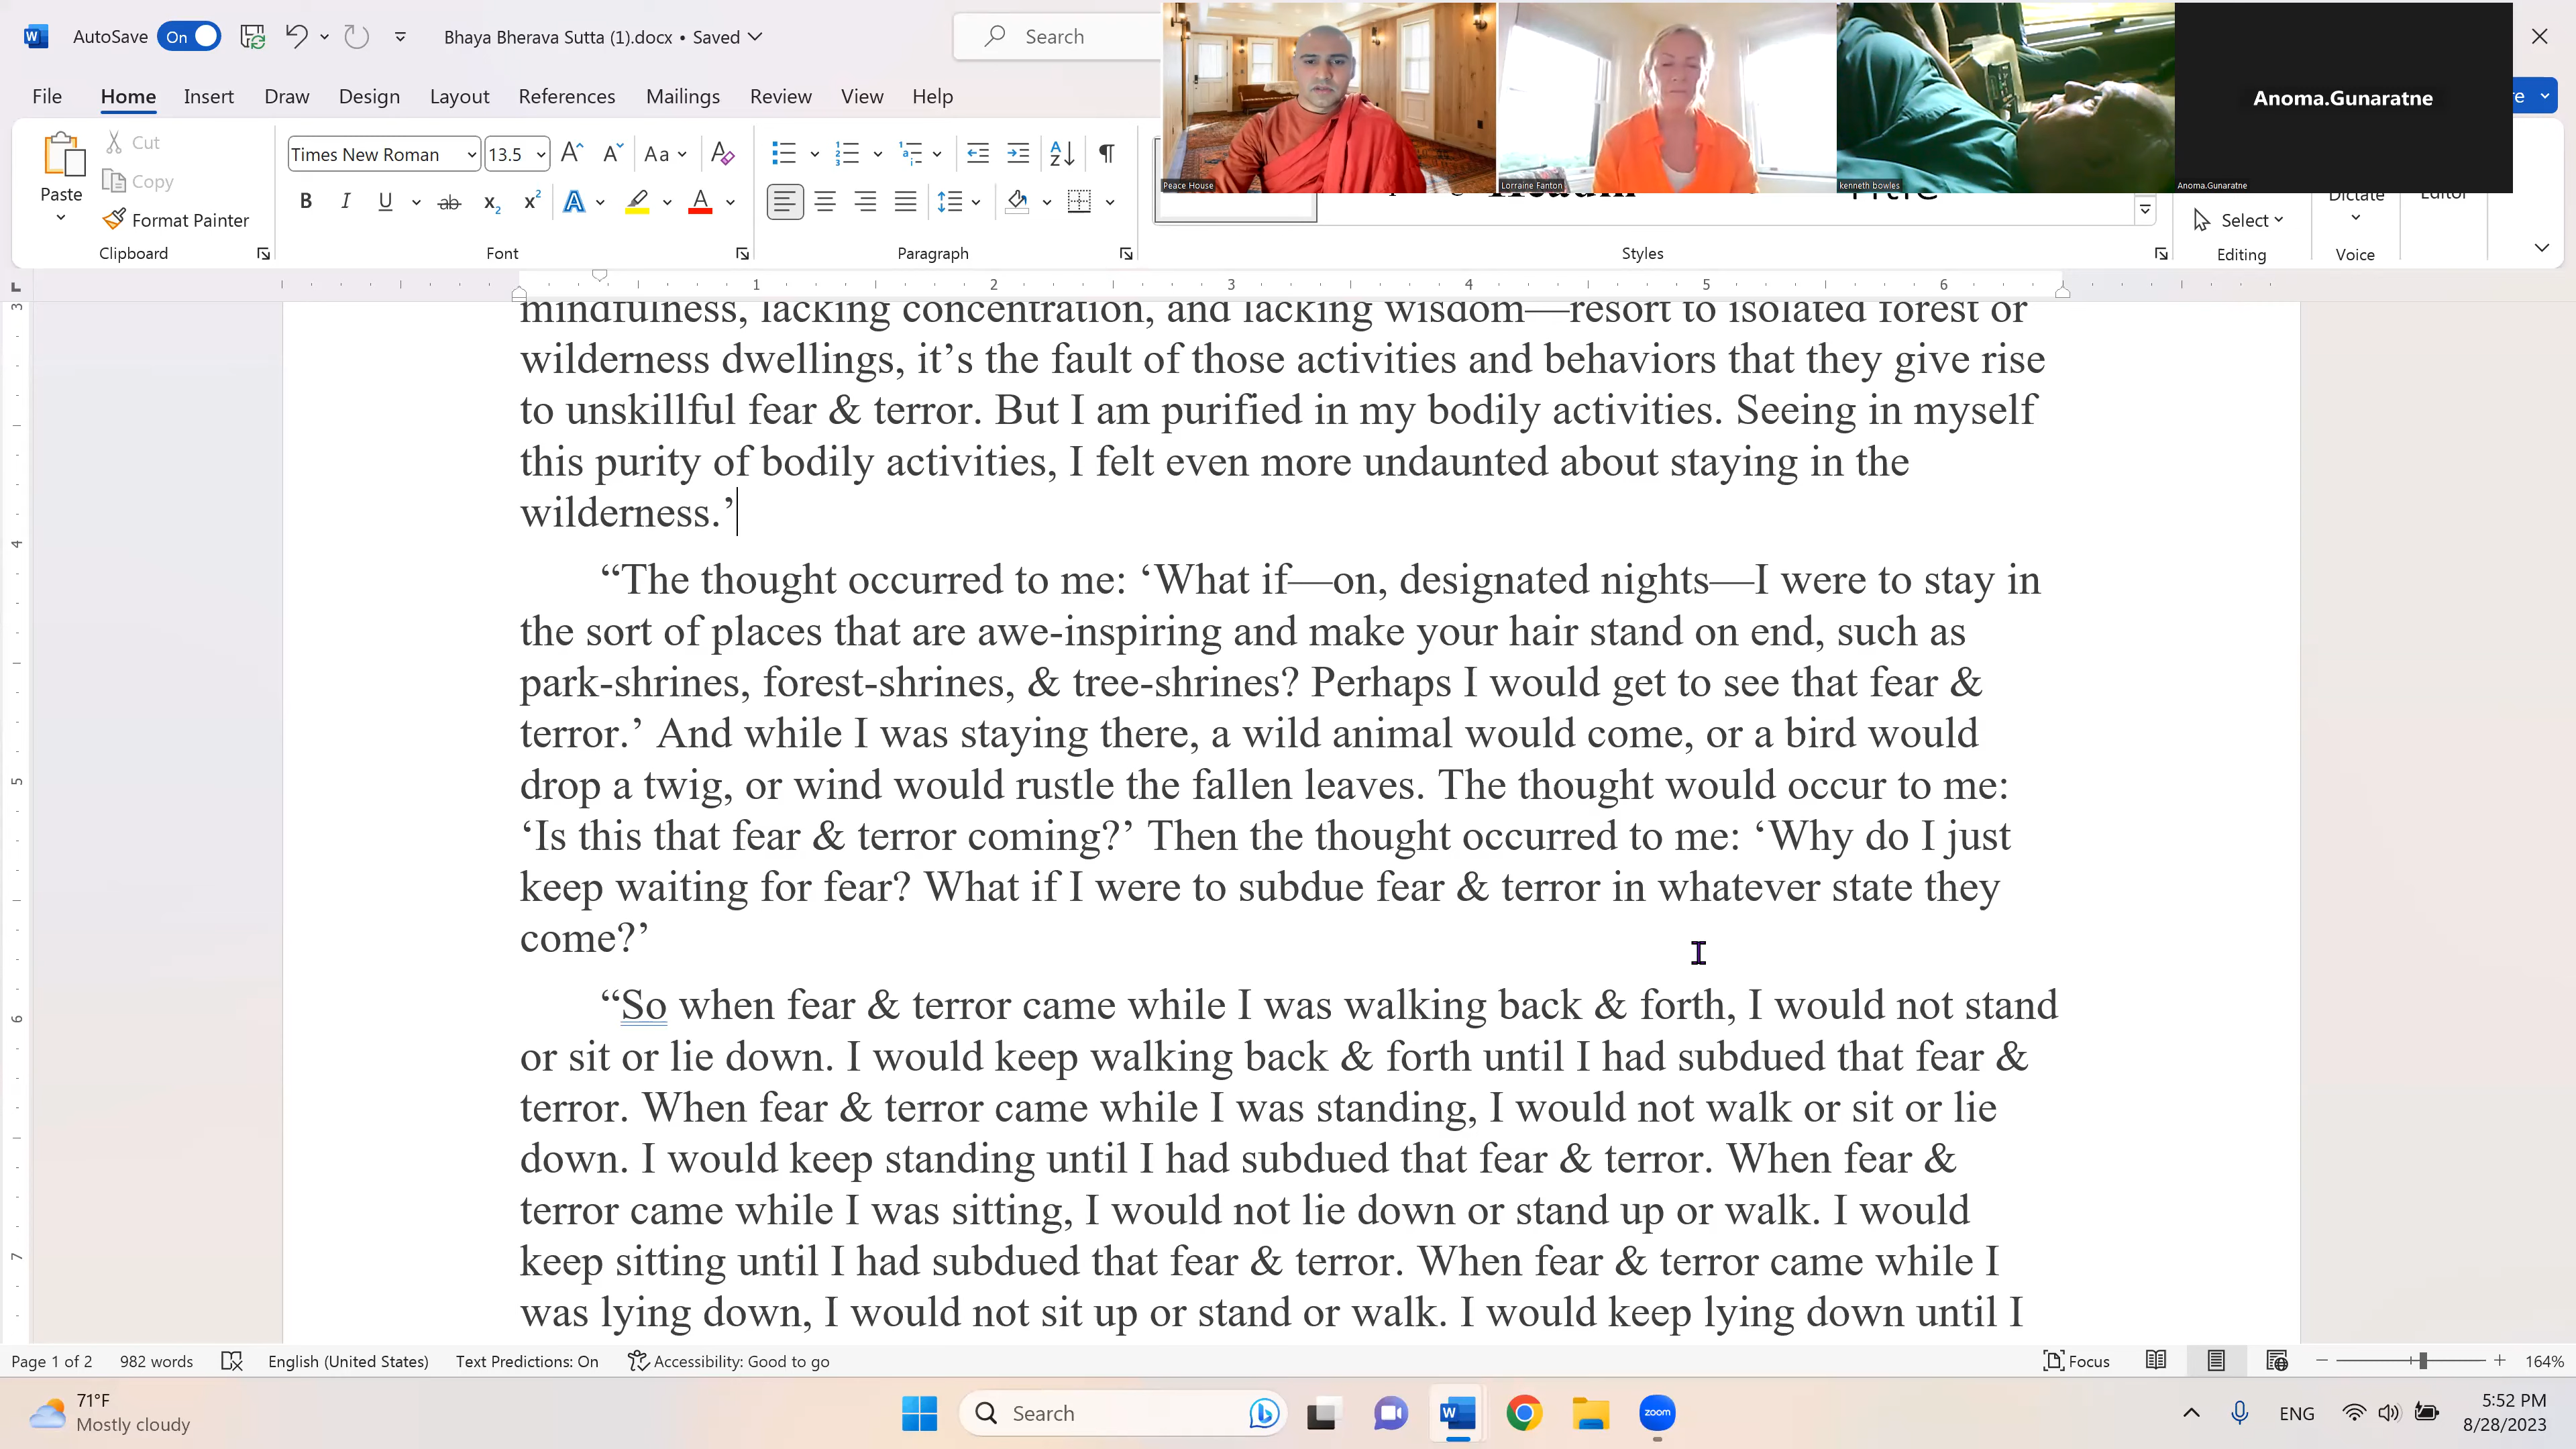 AutoSave On Bhaya Bherava Sutta (1).docx • Saved Search
File Home Insert Draw Design Layout References Mailings Review View Help
Peace House Lorraine Fanton kenneth bowles Anoma.Gunaratne
Anoma.Gunaratne
Paste Cut Copy Format Painter
Clipboard
Times New Roman 13.5
Font
Paragraph
Styles
Select
Editing
Dictate
Voice
Editor
1 2 3 4 5 6
mindfulness, lacking concentration, and lacking wisdom—resort to isolated forest or
wilderness dwellings, it’s the fault of those activities and behaviors that they give rise
to unskillful fear & terror. But I am purified in my bodily activities. Seeing in myself
this purity of bodily activities, I felt even more undaunted about staying in the
wilderness.’
“The thought occurred to me: ‘What if—on, designated nights—I were to stay in
the sort of places that are awe-inspiring and make your hair stand on end, such as
park-shrines, forest-shrines, & tree-shrines? Perhaps I would get to see that fear &
terror.’ And while I was staying there, a wild animal would come, or a bird would
drop a twig, or wind would rustle the fallen leaves. The thought would occur to me:
‘Is this that fear & terror coming?’ Then the thought occurred to me: ‘Why do I just
keep waiting for fear? What if I were to subdue fear & terror in whatever state they
come?’
“So when fear & terror came while I was walking back & forth, I would not stand
or sit or lie down. I would keep walking back & forth until I had subdued that fear &
terror. When fear & terror came while I was standing, I would not walk or sit or lie
down. I would keep standing until I had subdued that fear & terror. When fear &
terror came while I was sitting, I would not lie down or stand up or walk. I would
keep sitting until I had subdued that fear & terror. When fear & terror came while I
was lying down, I would not sit up or stand or walk. I would keep lying down until I
Page 1 of 2 982 words English (United States) Text Predictions: On Accessibility: Good to go Focus 164%
71°F
Mostly cloudy
Search
zoom
ENG
5:52 PM
8/28/2023